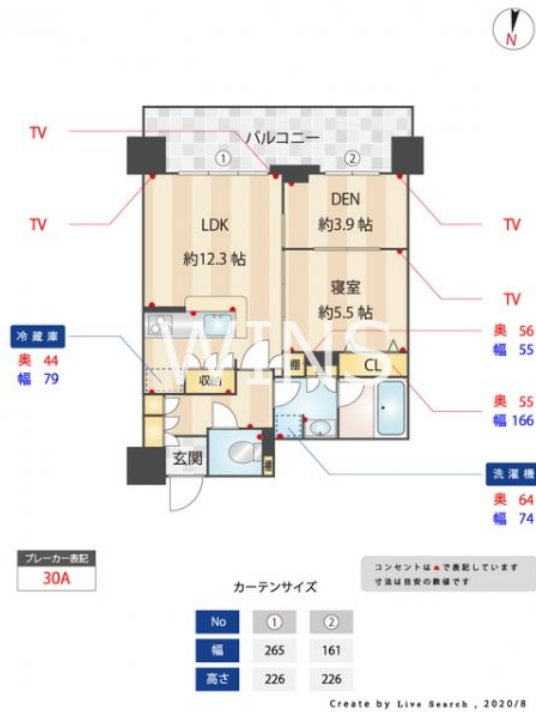 N
TV
バルコニー
① ②
DEN
約3.9 帖
TV
LDK
約12.3 帖
TV
寝室
約5.5 帖
TV
WINS
冷蔵庫
奥 44
幅 79
奥 56
幅 55
収納
棚
CL
奥 55
幅 166
玄関
棚
洗濯機
奥 64
幅 74
ブレーカー表記
30A
コンセントは▲で表記しています
寸法は目安の数値です
カーテンサイズ
No ① ②
幅 265 161
高さ 226 226
Create by Live Search , 2020/8